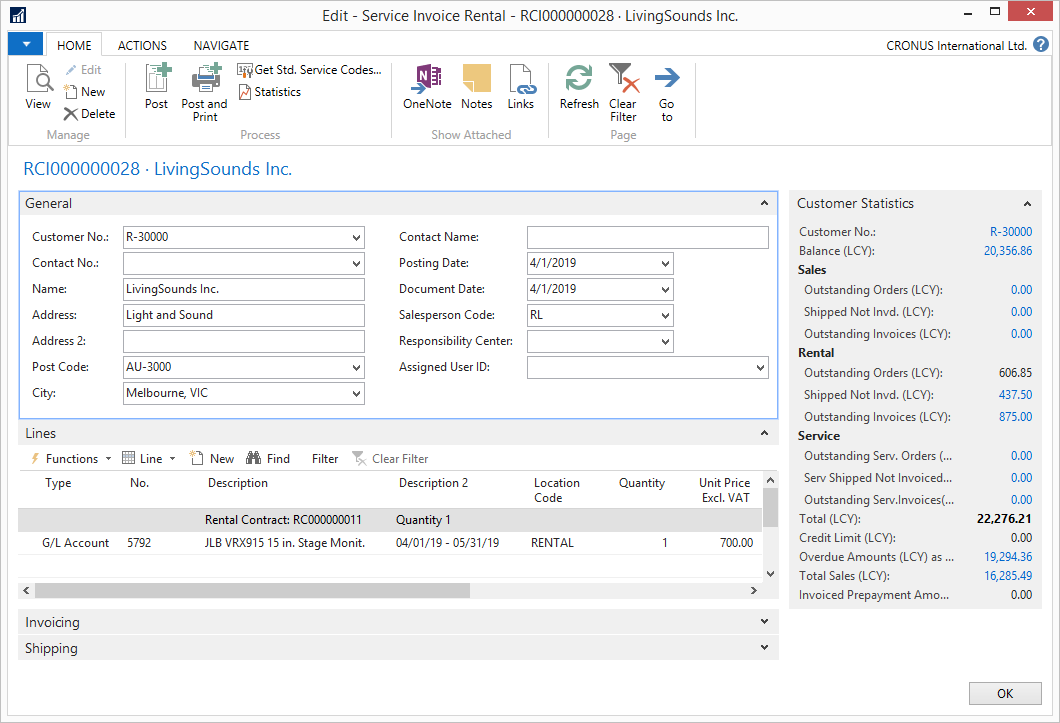 Edit - Service Invoice Rental - RCI000000028 · LivingSounds Inc.
HOME ACTIONS NAVIGATE CRONUS International Ltd. ?
View
Edit
New
Delete
Manage
Post
Post and Print
Get Std. Service Codes...
Statistics
Process
OneNote
Notes
Links
Show Attached
Refresh
Clear Filter
Go to
Page
RCI000000028 · LivingSounds Inc.
General
Customer No.: R-30000
Contact No.:
Name: LivingSounds Inc.
Address: Light and Sound
Address 2:
Post Code: AU-3000
City: Melbourne, VIC
Contact Name:
Posting Date: 4/1/2019
Document Date: 4/1/2019
Salesperson Code: RL
Responsibility Center:
Assigned User ID:
Lines
Functions Line New Find Filter Clear Filter
Type No. Description Description 2 Location Code Quantity Unit Price Excl. VAT
Rental Contract: RC000000011 Quantity 1
G/L Account 5792 JLB VRX915 15 in. Stage Monit. 04/01/19 - 05/31/19 RENTAL 1 700.00
Invoicing
Shipping
Customer Statistics
Customer No.: R-30000
Balance (LCY): 20,356.86
Sales
Outstanding Orders (LCY): 0.00
Shipped Not Invd. (LCY): 0.00
Outstanding Invoices (LCY): 0.00
Rental
Outstanding Orders (LCY): 606.85
Shipped Not Invd. (LCY): 437.50
Outstanding Invoices (LCY): 875.00
Service
Outstanding Serv. Orders (... 0.00
Serv Shipped Not Invoiced... 0.00
Outstanding Serv.Invoices(... 0.00
Total (LCY): 22,276.21
Credit Limit (LCY): 0.00
Overdue Amounts (LCY) as ... 19,294.36
Total Sales (LCY): 16,285.49
Invoiced Prepayment Amo... 0.00
OK